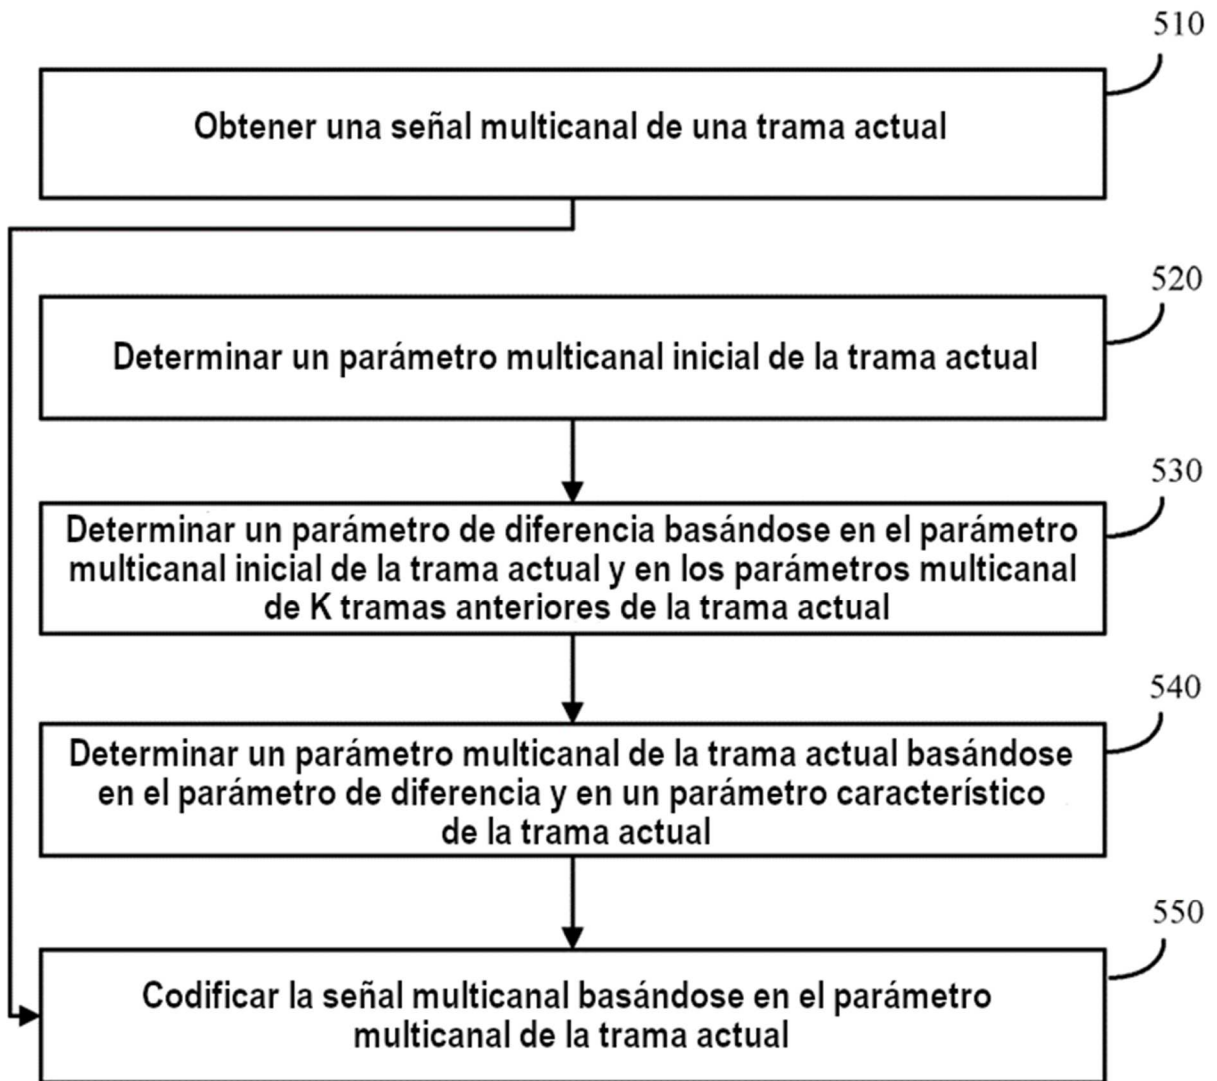 510
Obtener una señal multicanal de una trama actual
520
Determinar un parámetro multicanal inicial de la trama actual
530
Determinar un parámetro de diferencia basándose en el parámetro
multicanal inicial de la trama actual y en los parámetros multicanal
de K tramas anteriores de la trama actual
540
Determinar un parámetro multicanal de la trama actual basándose
en el parámetro de diferencia y en un parámetro característico
de la trama actual
550
Codificar la señal multicanal basándose en el parámetro
multicanal de la trama actual